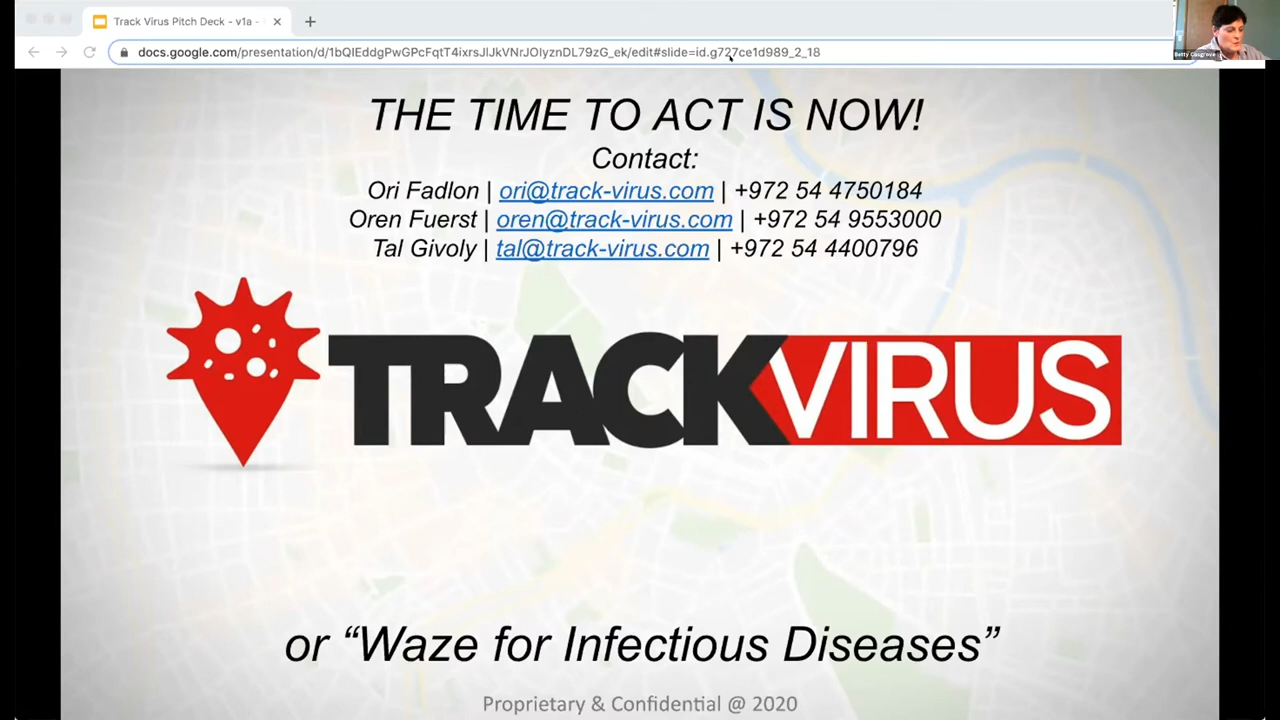 Track Virus Pitch Deck - v1a -
docs.google.com/presentation/d/1bQIEddgPwGPcFqtT4ixrsJlJkVNrJOlyznDL79zG_ek/edit#slide=id.g727ce1d989_2_18
Betty Cosgrove
THE TIME TO ACT IS NOW!
Contact:
Ori Fadlon | ori@track-virus.com | +972 54 4750184
Oren Fuerst | oren@track-virus.com | +972 54 9553000
Tal Givoly | tal@track-virus.com | +972 54 4400796
TRACKVIRUS
or “Waze for Infectious Diseases”
Proprietary & Confidential @ 2020